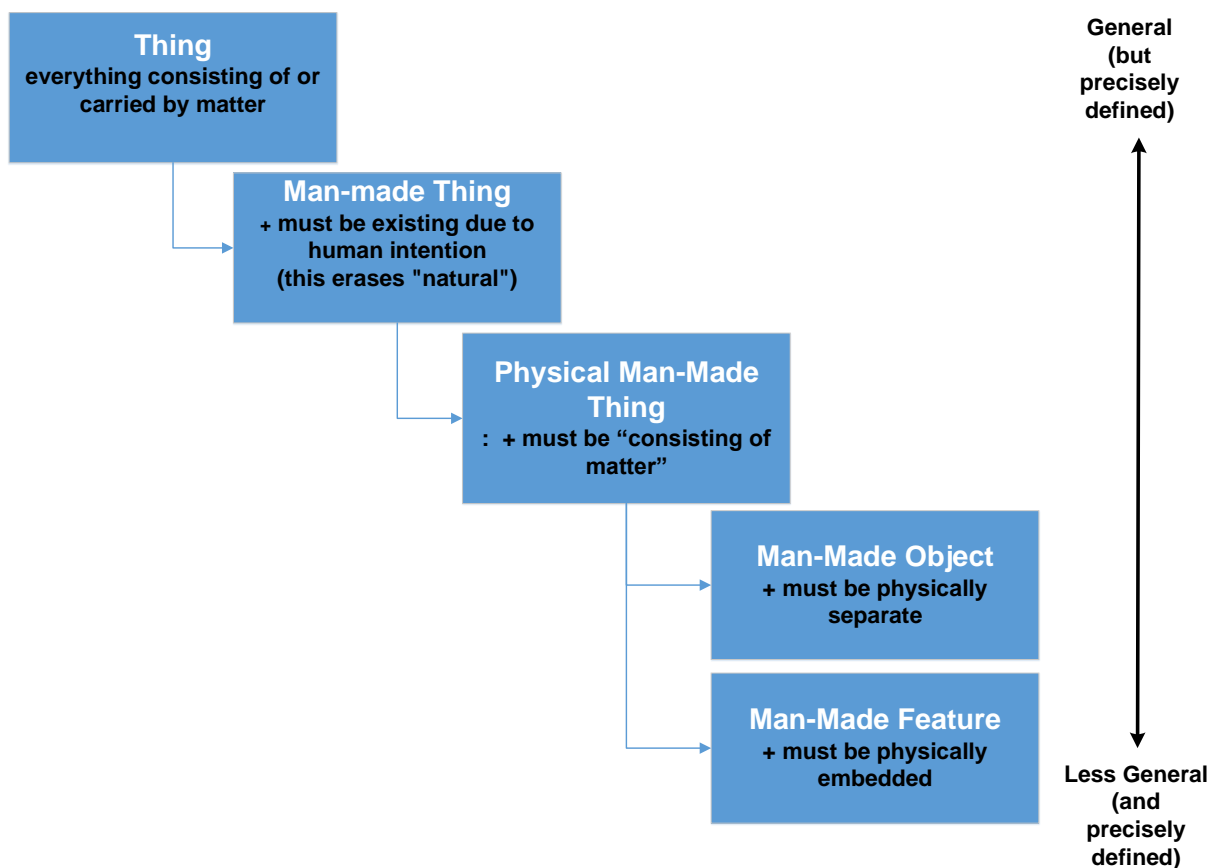 Thing
everything consisting of or
carried by matter
Man-made Thing
+ must be existing due to
human intention
(this erases "natural")
Physical Man-Made
Thing
: + must be “consisting of
matter”
Man-Made Object
+ must be physically
separate
Man-Made Feature
+ must be physically
embedded
General
(but
precisely
defined)
Less General
(and
precisely
defined)